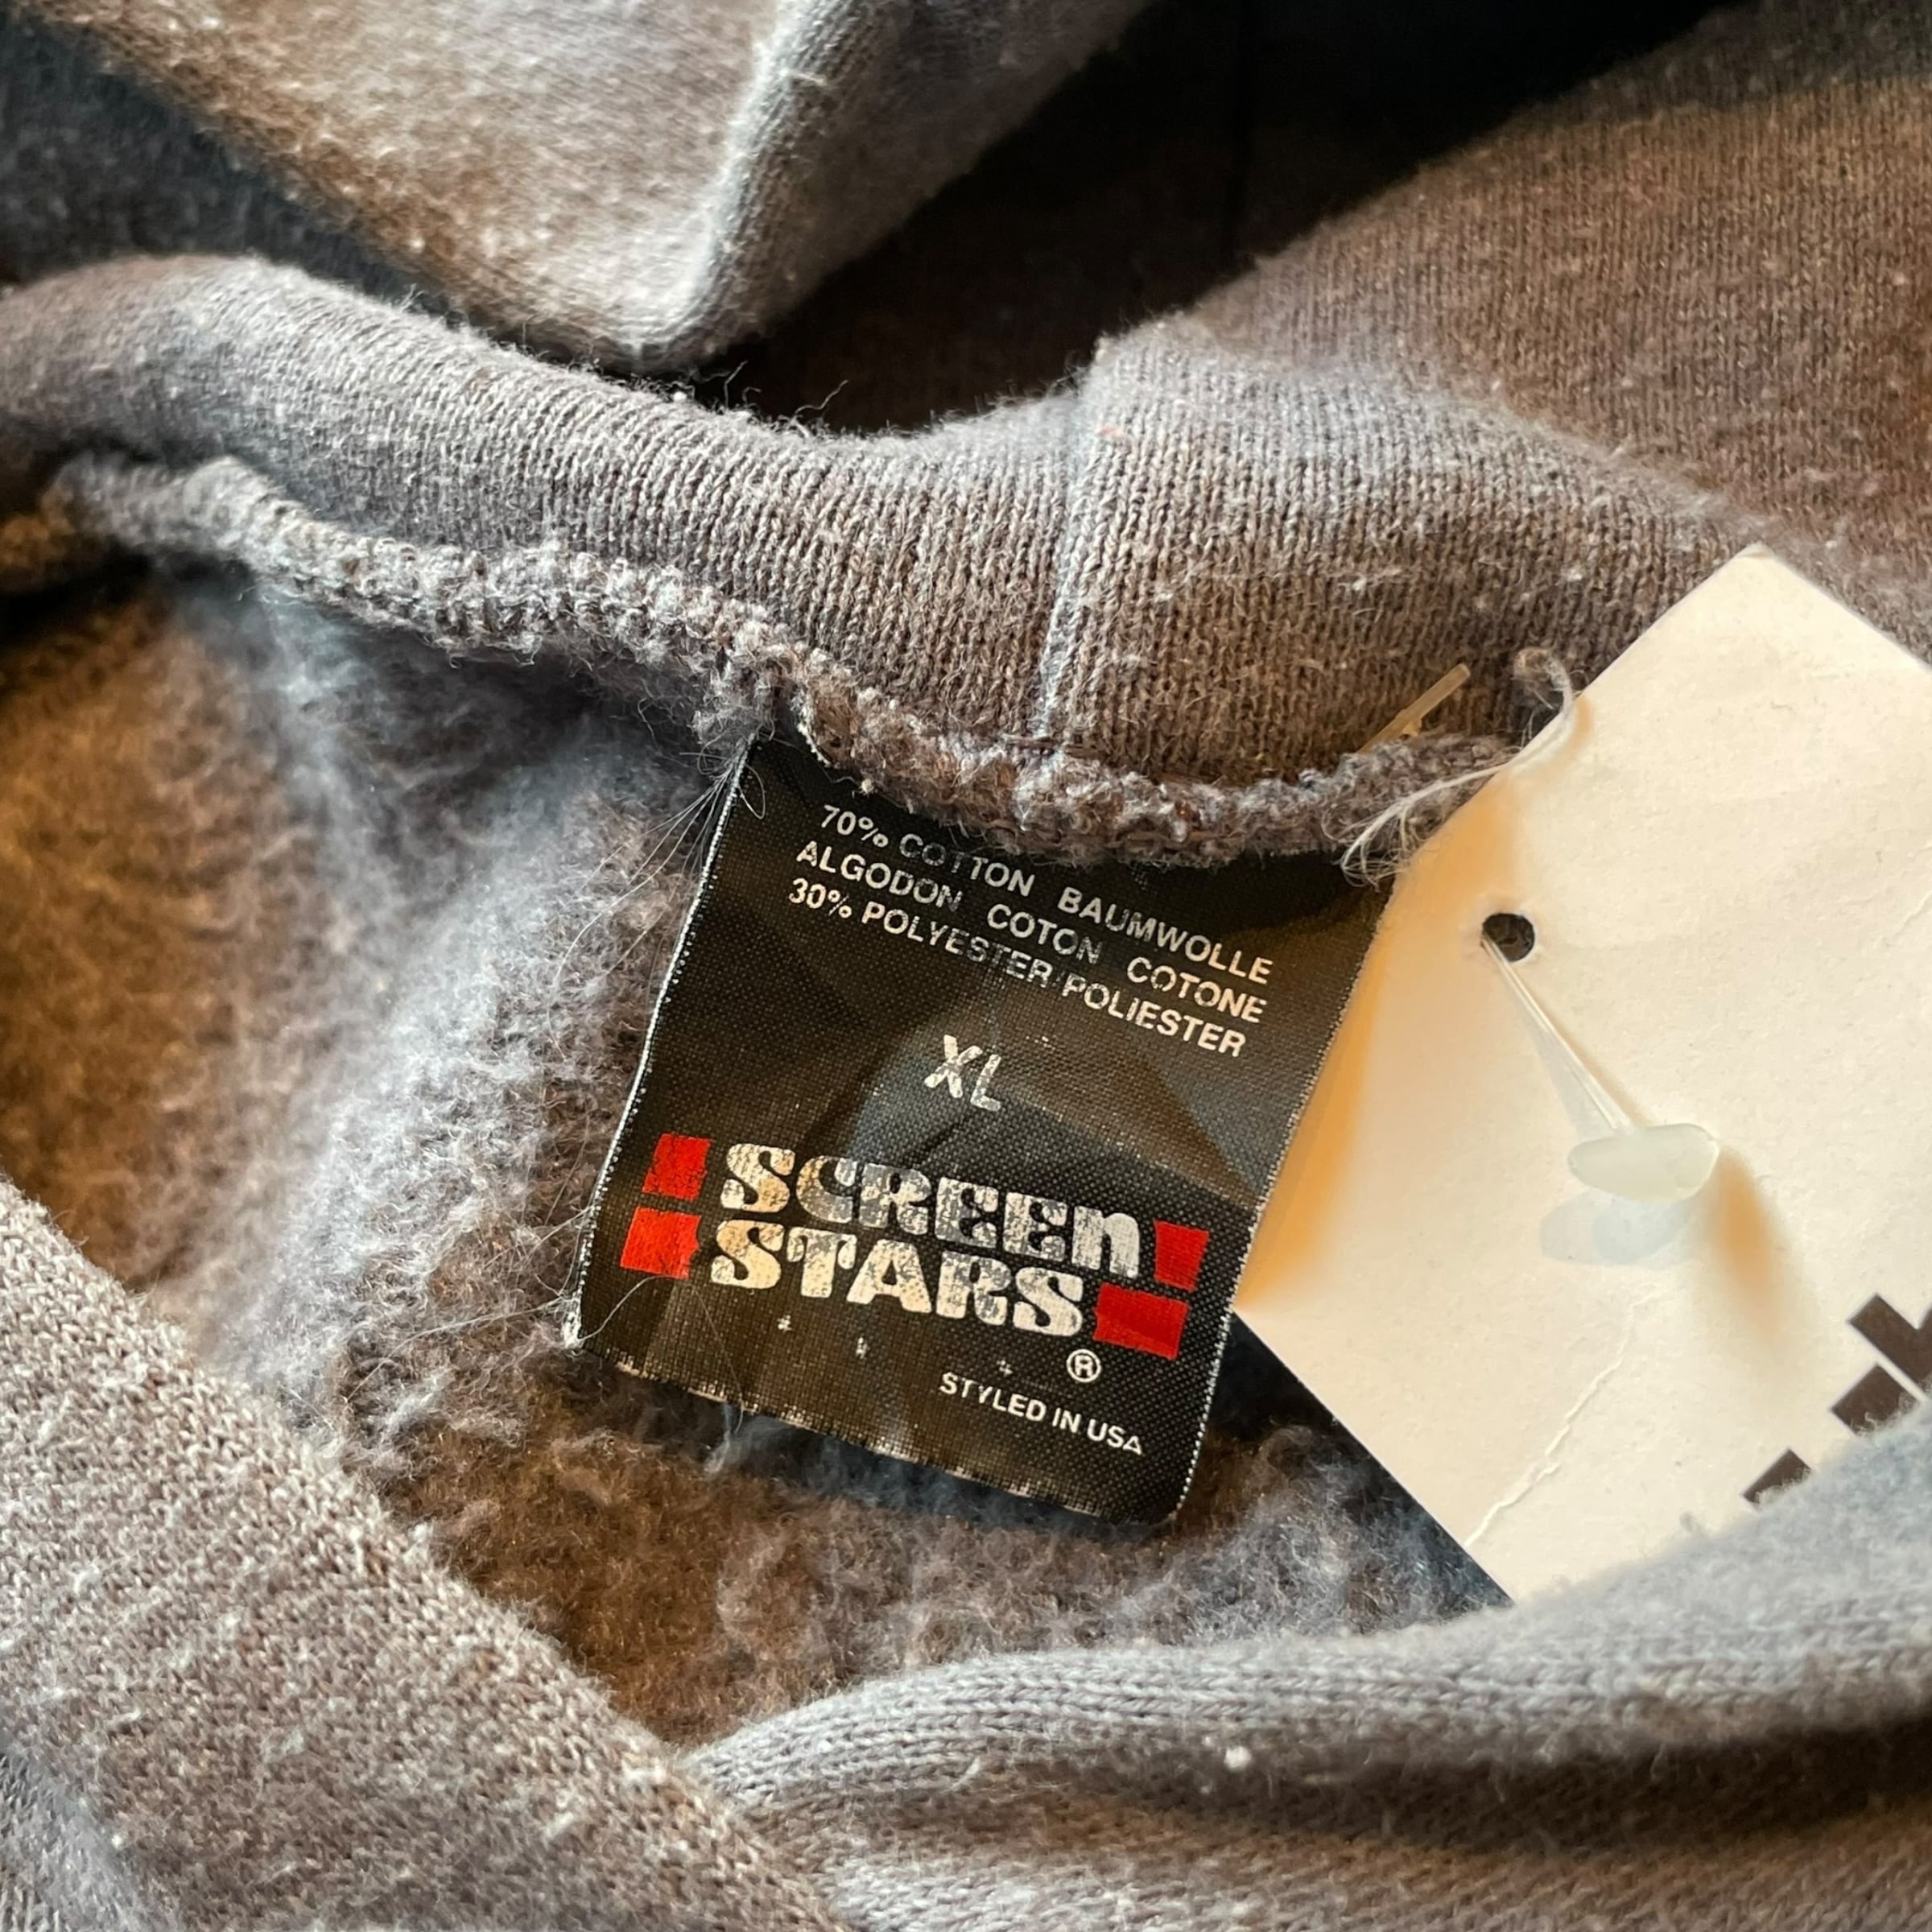 70% COTTON BAUMWOLLE
ALGODON COTON COTONE
30% POLYESTER/POLIESTER
XL
SCREEN
STARS
®
STYLED IN USA